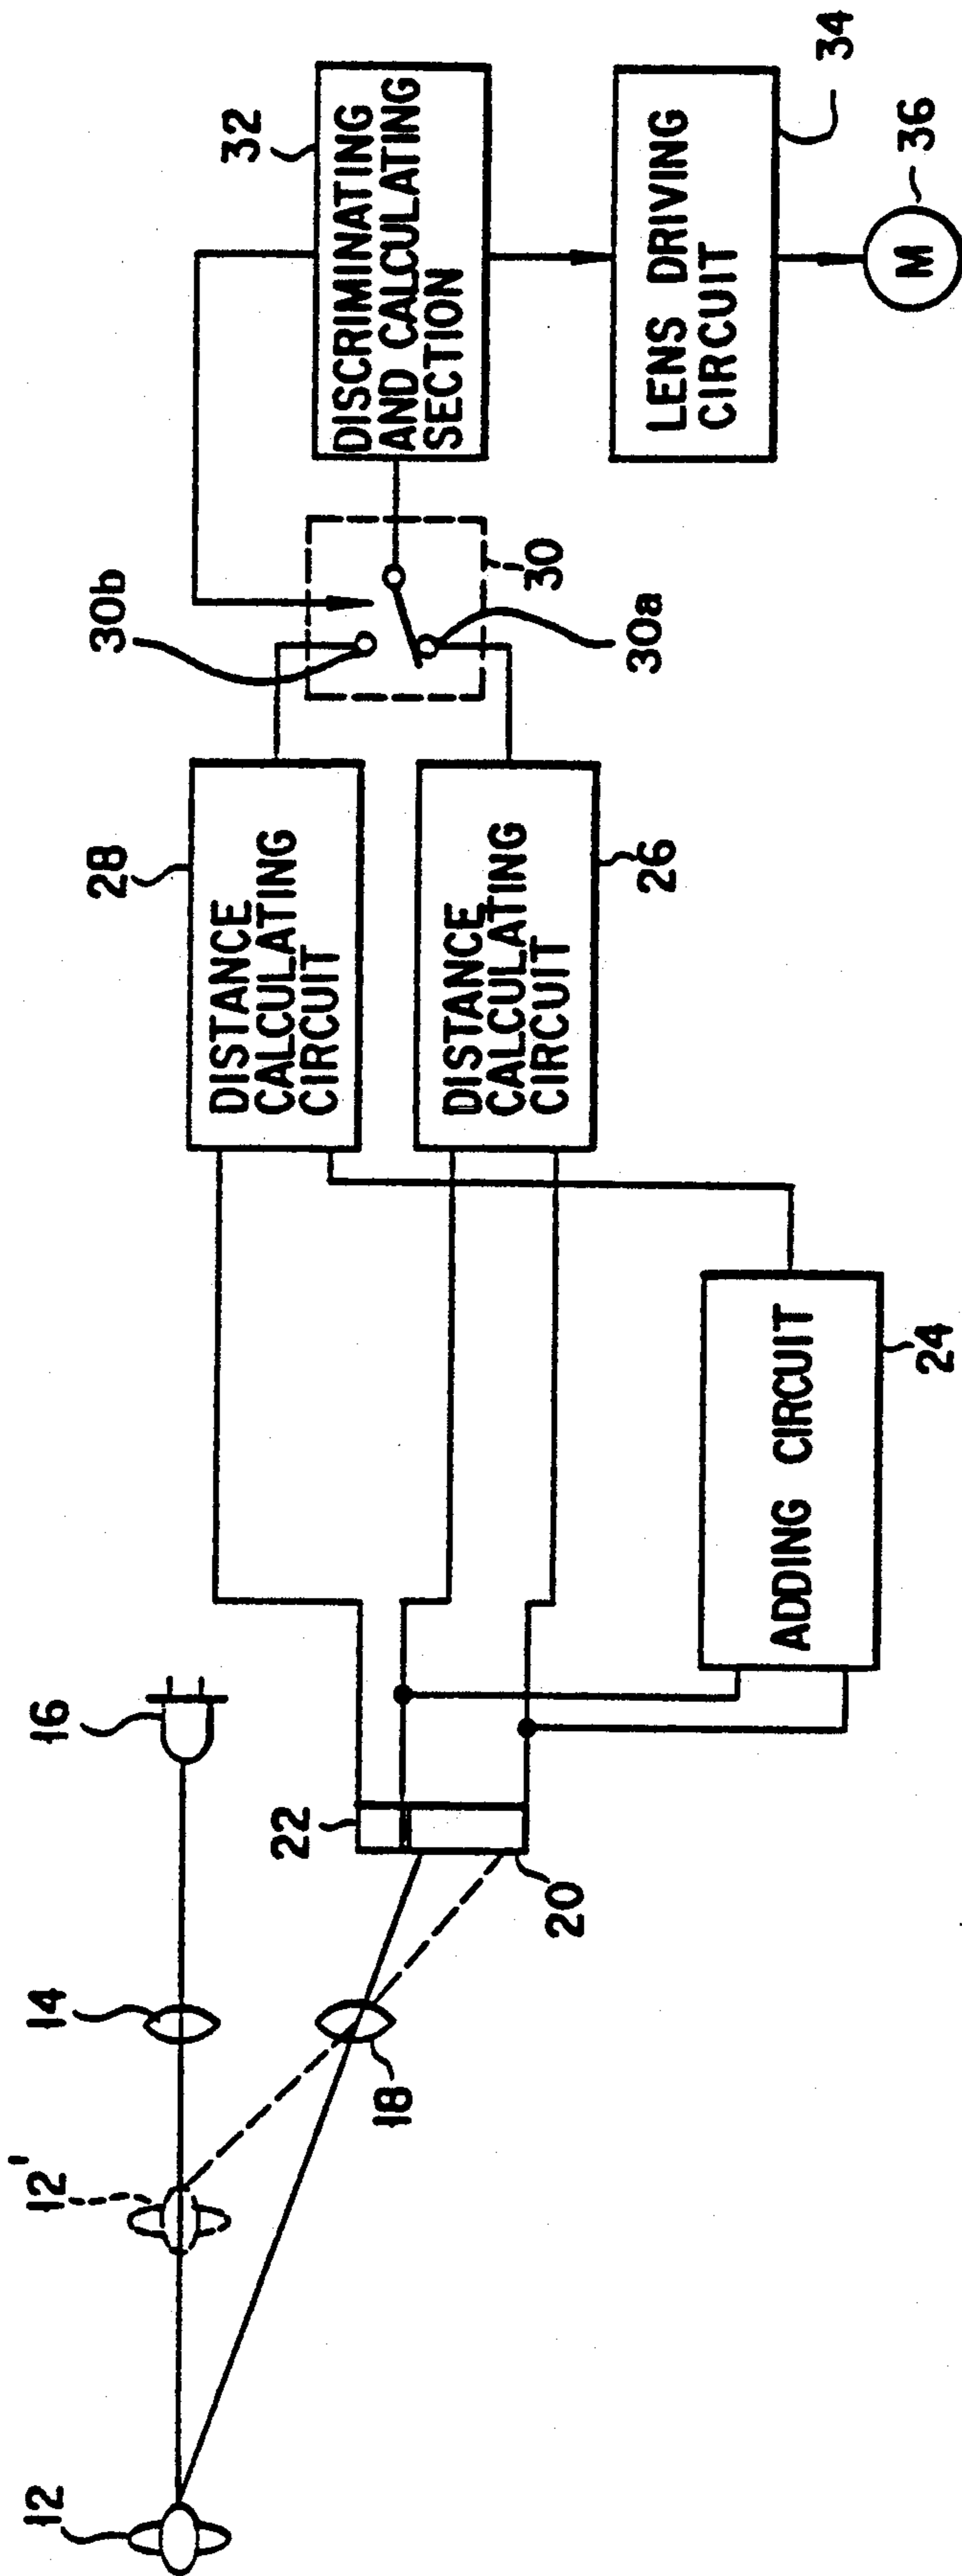 12
12'
14
16
18
20
22
28
DISTANCE
CALCULATING
CIRCUIT
DISTANCE
CALCULATING
CIRCUIT
26
ADDING CIRCUIT
24
30b
30a
30
32
DISCRIMINATING
AND CALCULATING
SECTION
LENS DRIVING
CIRCUIT
34
M
36